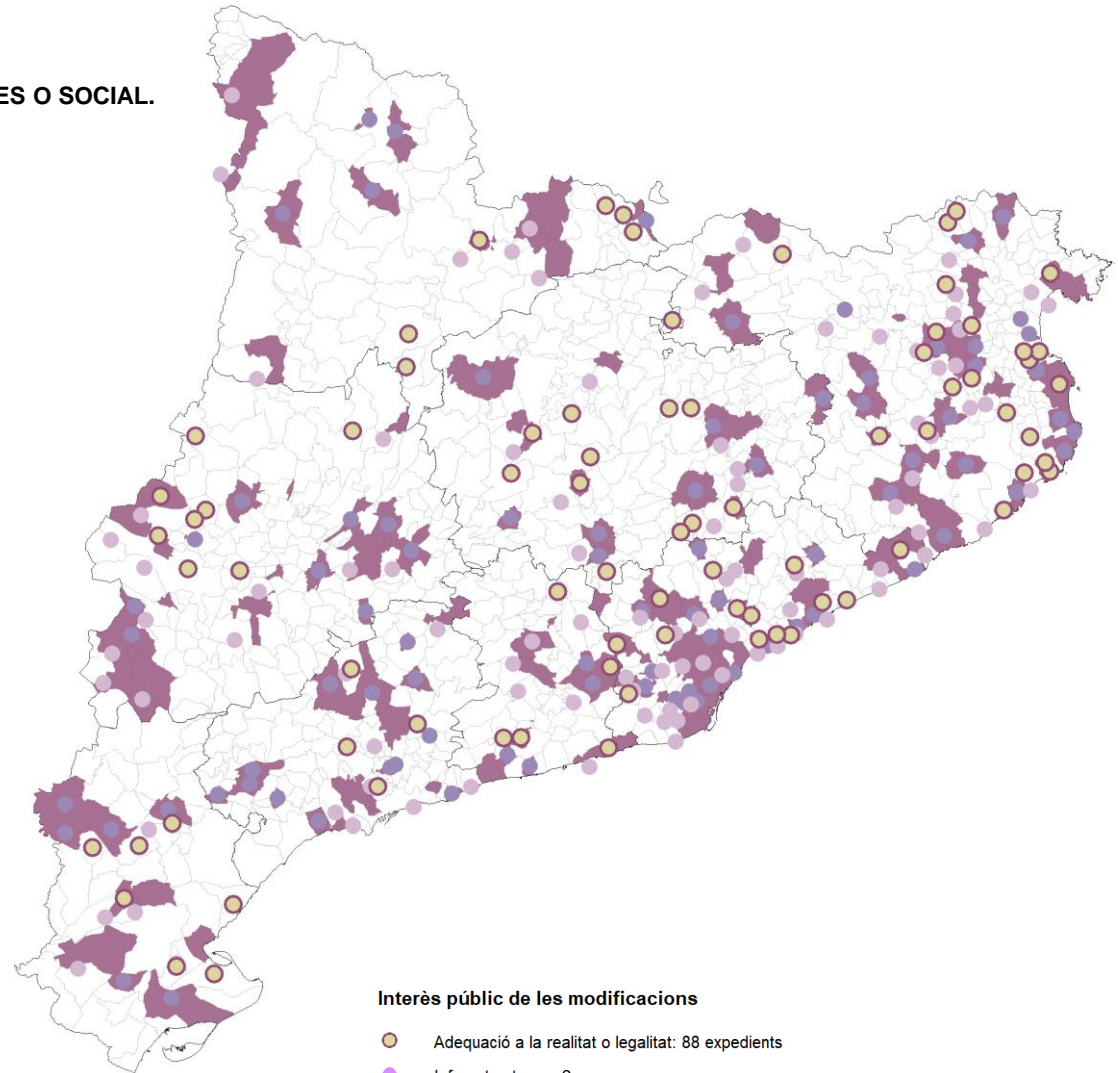 ES O SOCIAL.
Interès públic de les modificacions
Adequació a la realitat o legalitat: 88 expedients